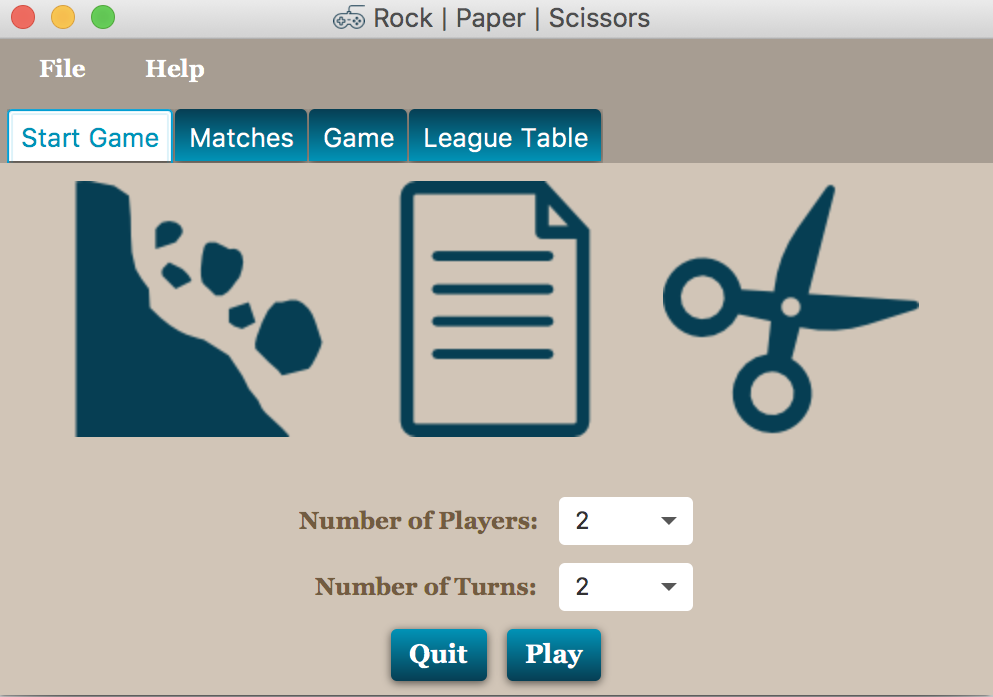 Rock | Paper | Scissors
File Help
Start Game Matches Game League Table
Number of Players: 2
Number of Turns: 2
Quit Play